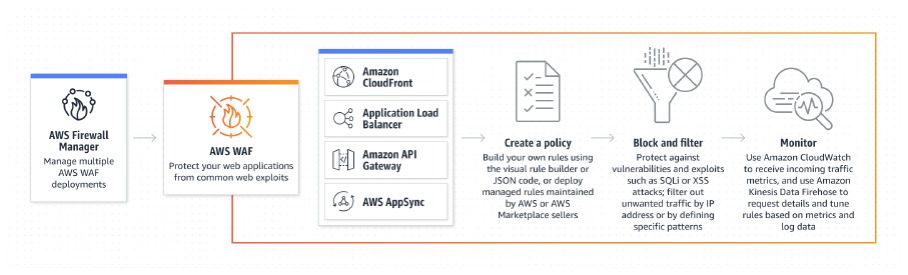 AWS Firewall
Manager
Manage multiple
AWS WAF
deployments
AWS WAF
Protect your web applications
from common web exploits
Amazon
CloudFront
Application Load
Balancer
Amazon API
Gateway
AWS AppSync
Create a policy
Build your own rules using
the visual rule builder or
JSON code, or deploy
managed rules maintained
by AWS or AWS
Marketplace sellers
Block and filter
Protect against
vulnerabilities and exploits
such as SQLi or XSS
attacks; filter out
unwanted traffic by IP
address or by defining
specific patterns
Monitor
Use Amazon CloudWatch
to receive incoming traffic
metrics, and use Amazon
Kinesis Data Firehose to
request details and tune
rules based on metrics and
log data